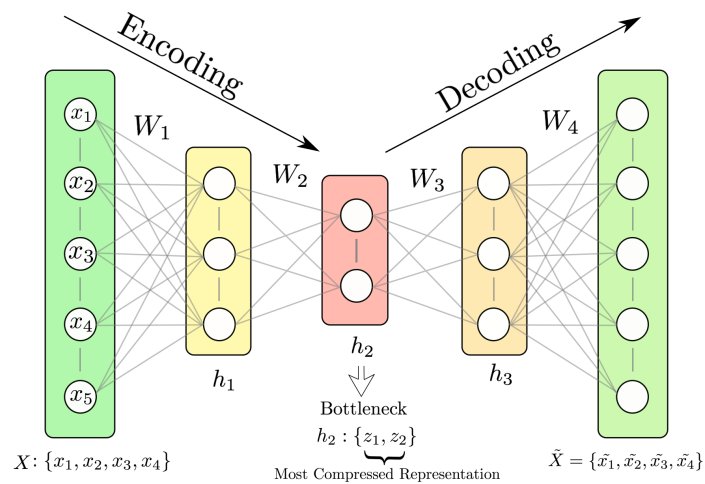 Encoding
Decoding
W₁
W₂
W₃
W₄
x₁
x₂
x₃
x₄
x₅
h₁
h₂
h₃
Bottleneck
h₂ : {z₁, z₂}
Most Compressed Representation
X: {x₁, x₂, x₃, x₄}
X̃ = {x̃₁, x̃₂, x̃₃, x̃₄}